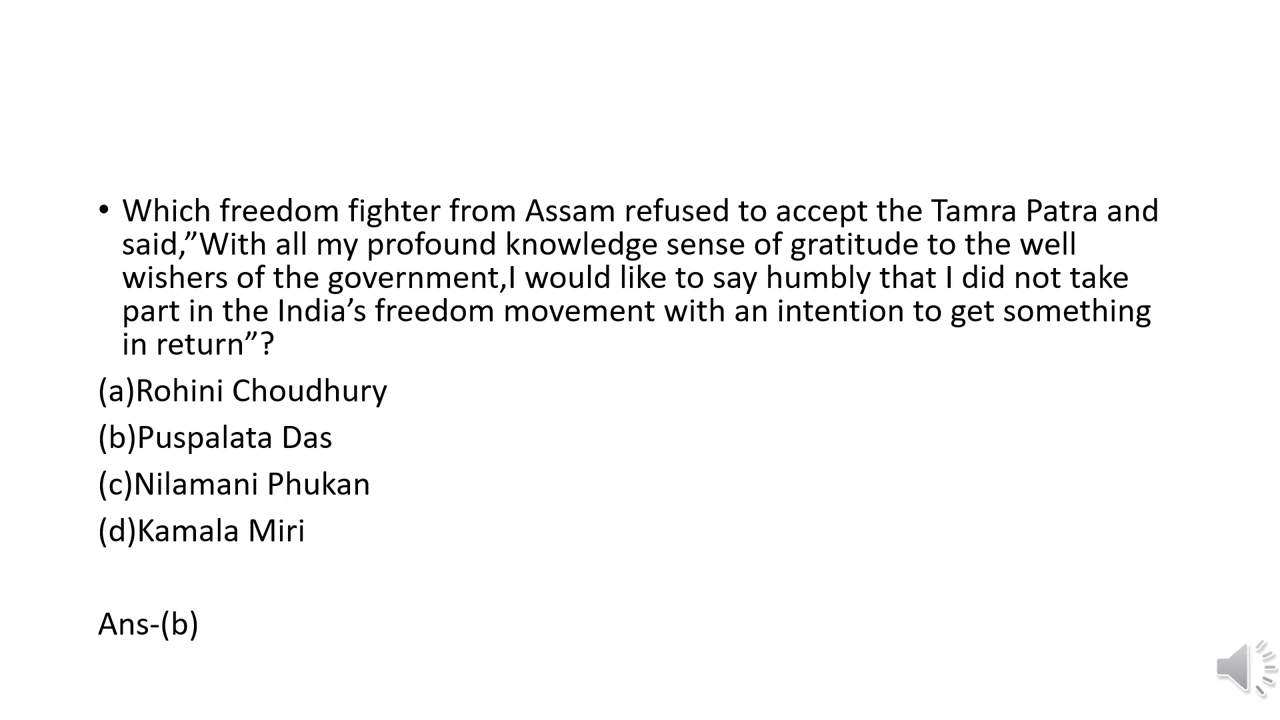 • Which freedom fighter from Assam refused to accept the Tamra Patra and
said,”With all my profound knowledge sense of gratitude to the well
wishers of the government,I would like to say humbly that I did not take
part in the India’s freedom movement with an intention to get something
in return”?
(a)Rohini Choudhury
(b)Puspalata Das
(c)Nilamani Phukan
(d)Kamala Miri
Ans-(b)